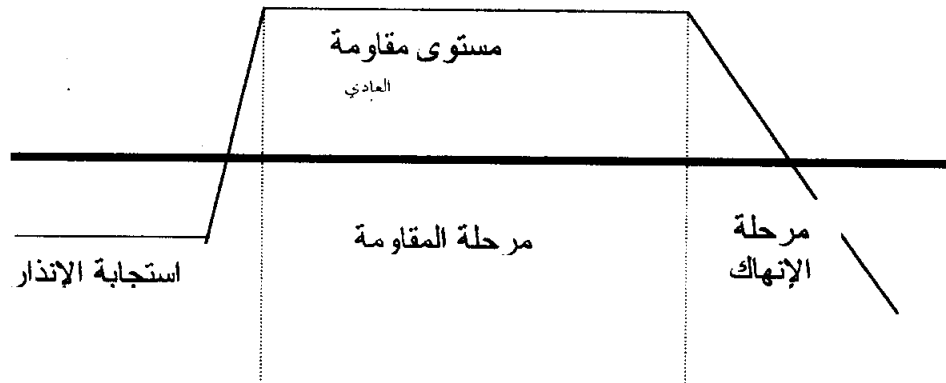 مستوى مقاومة
العادي
استجابة الإنذار
مرحلة المقاومة
مرحلة
الإنهاك